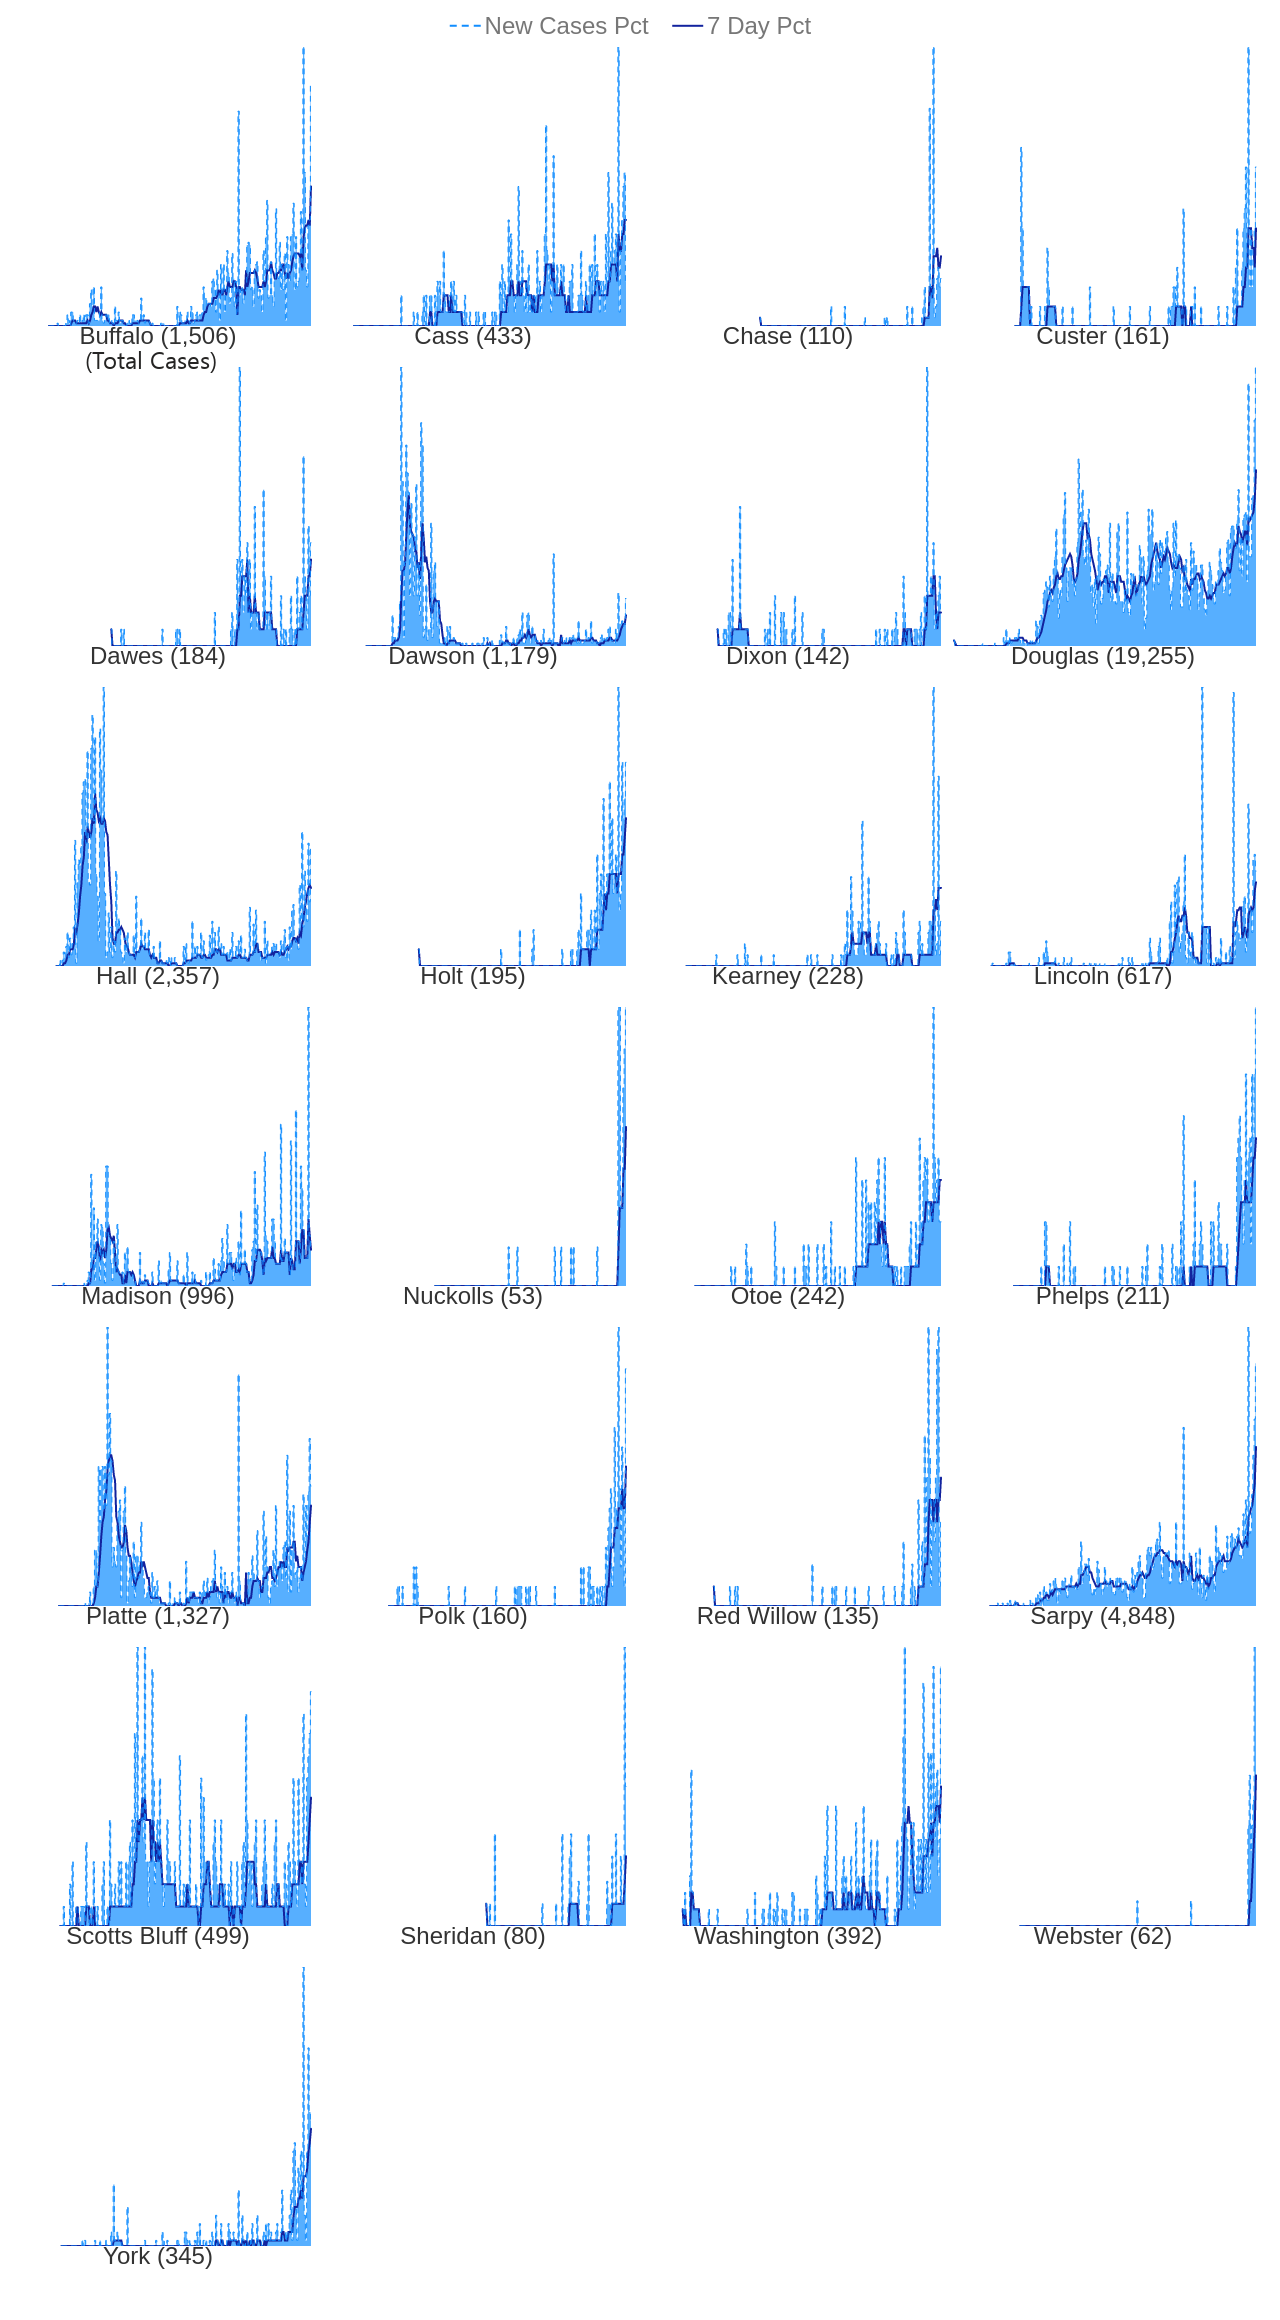 New Cases Pct 7 Day Pct
Buffalo (1,506) Cass (433) Chase (110) Custer (161)
(Total Cases)
Dawes (184) Dawson (1,179) Dixon (142) Douglas (19,255)
Hall (2,357) Holt (195) Kearney (228) Lincoln (617)
Madison (996) Nuckolls (53) Otoe (242) Phelps (211)
Platte (1,327) Polk (160) Red Willow (135) Sarpy (4,848)
Scotts Bluff (499) Sheridan (80) Washington (392) Webster (62)
York (345)